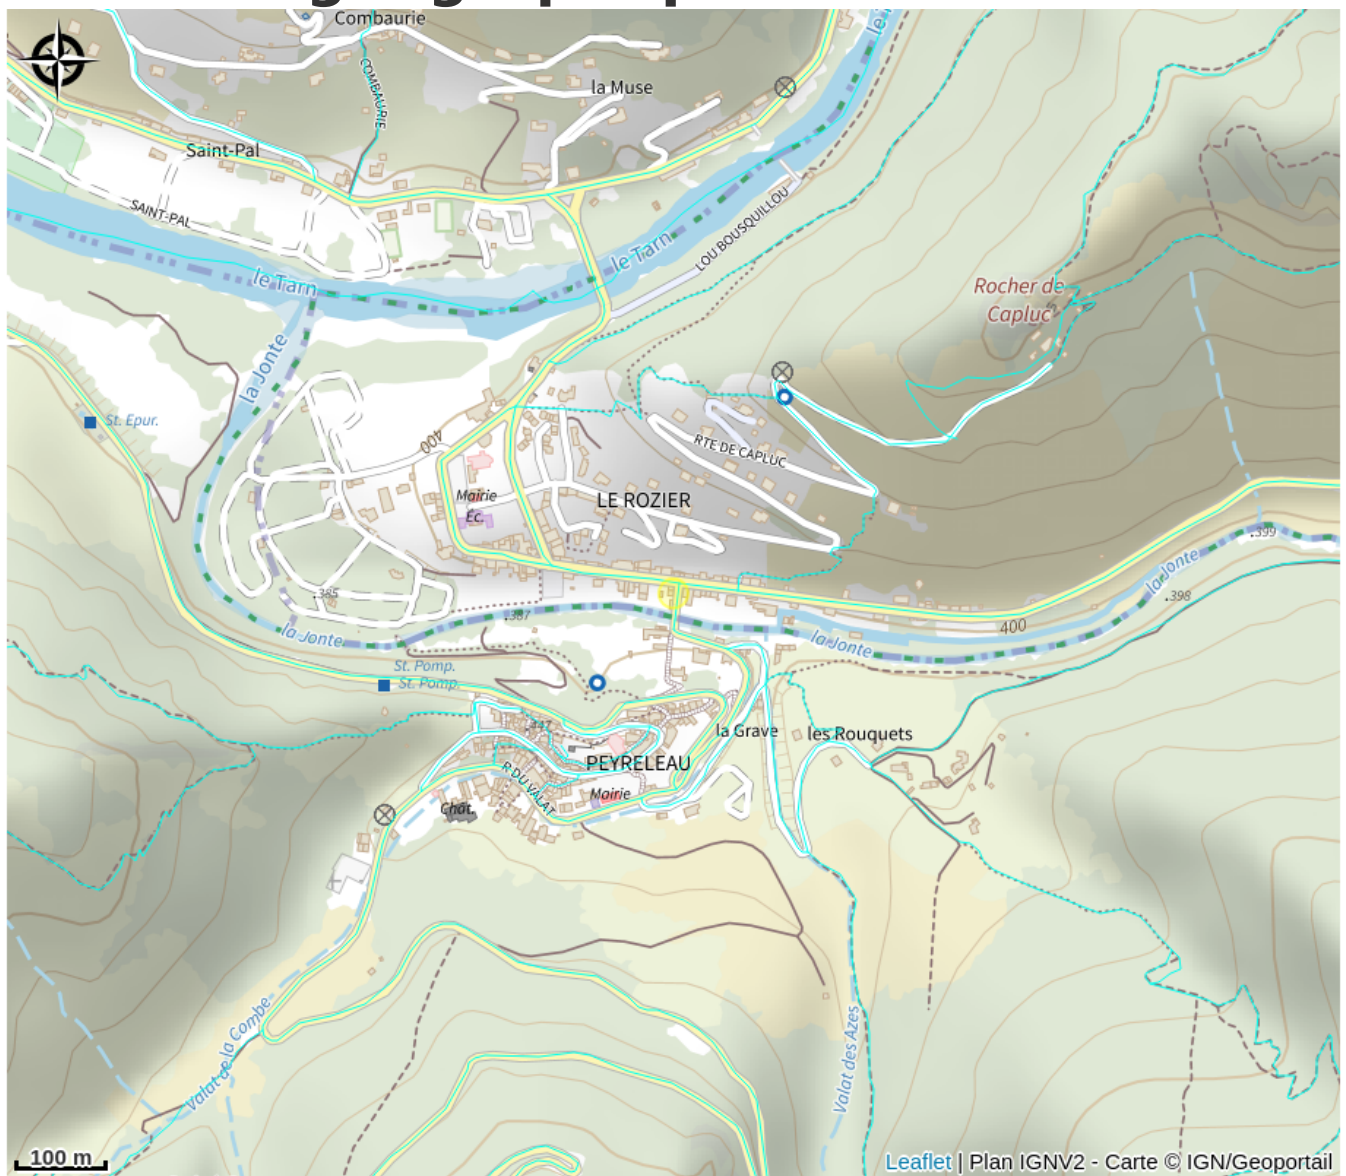 Combaurie
le T
COMBAURIE
la Muse
Saint-Pal
SAINT-PAL
LOU BOUSQUILLOU
le Tarn
le Tarn
Rocher de
Capluc
la Jonte
St. Epur.
400
RTE DE CAPLUC
Mairie
Éc.
LE ROZIER
.399
la Jonte
.398
.385
.387
400
la Jonte
la Jonte
St. Pomp.
St. Pomp.
447
la Grave
les Rouquets
PEYRELEAU
R DU VALAT
Mairie
Chât.
Valat de la Combe
Valat des Azes
100 m
Leaflet | Plan IGNV2 - Carte © IGN/Geoportail